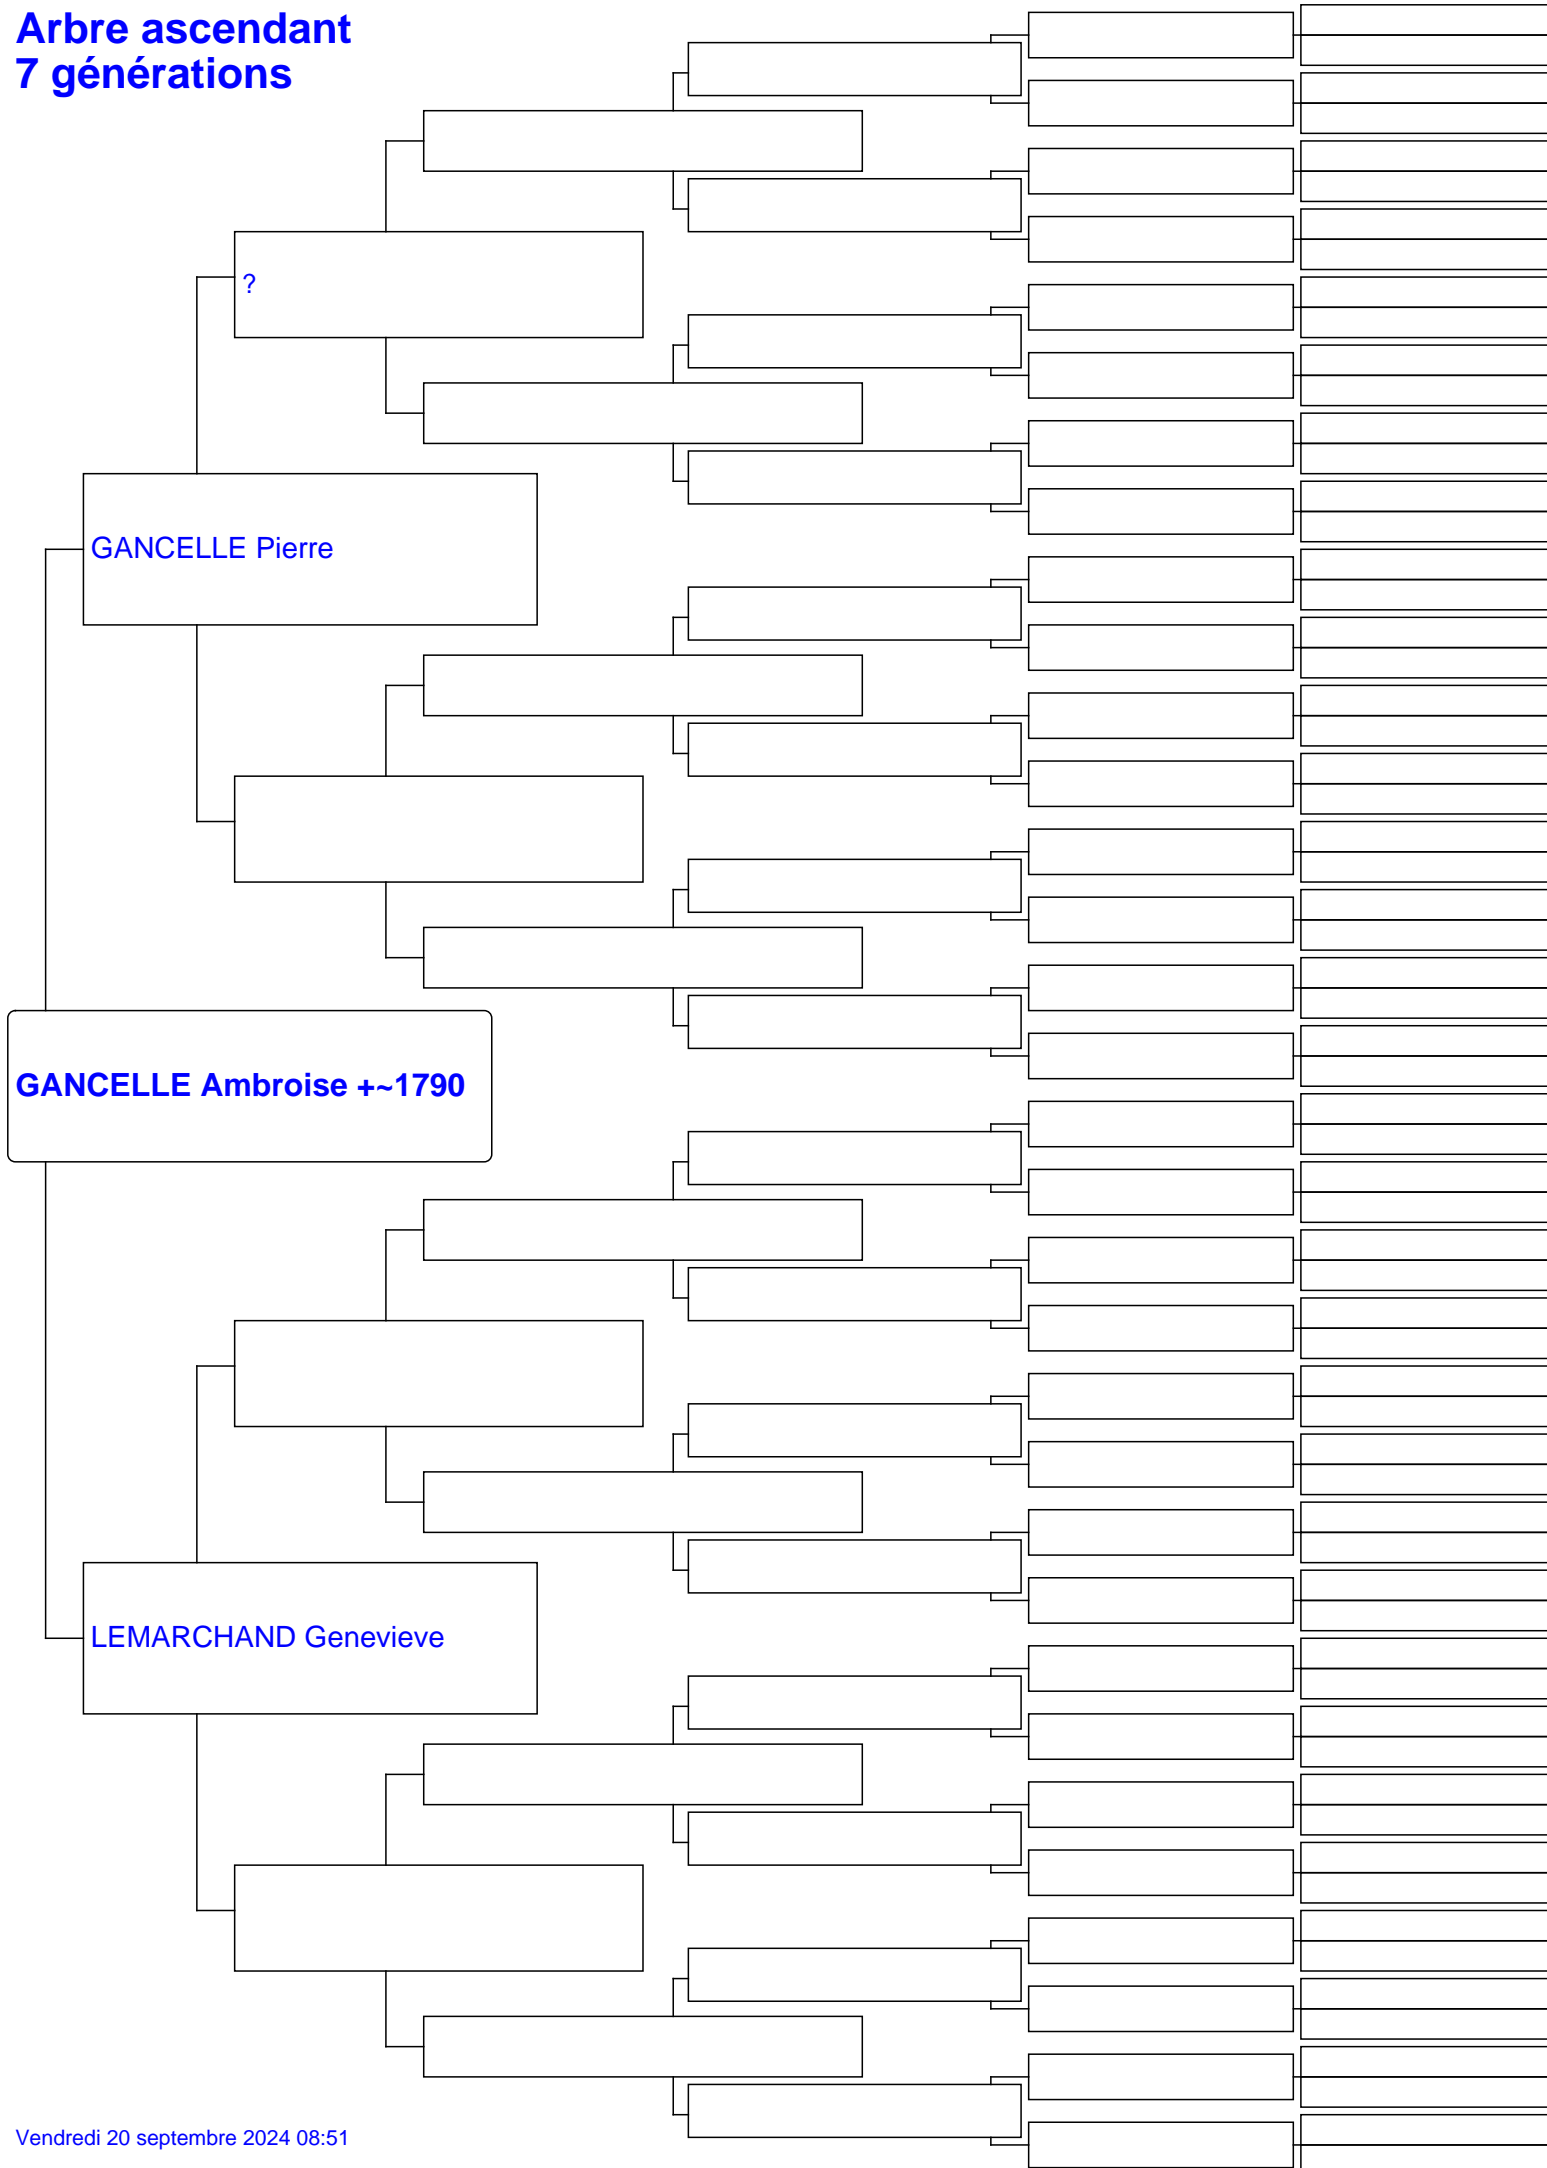 Arbre ascendant
7 générations
?
GANCELLE Pierre
GANCELLE Ambroise +~1790
LEMARCHAND Genevieve
Vendredi 20 septembre 2024 08:51